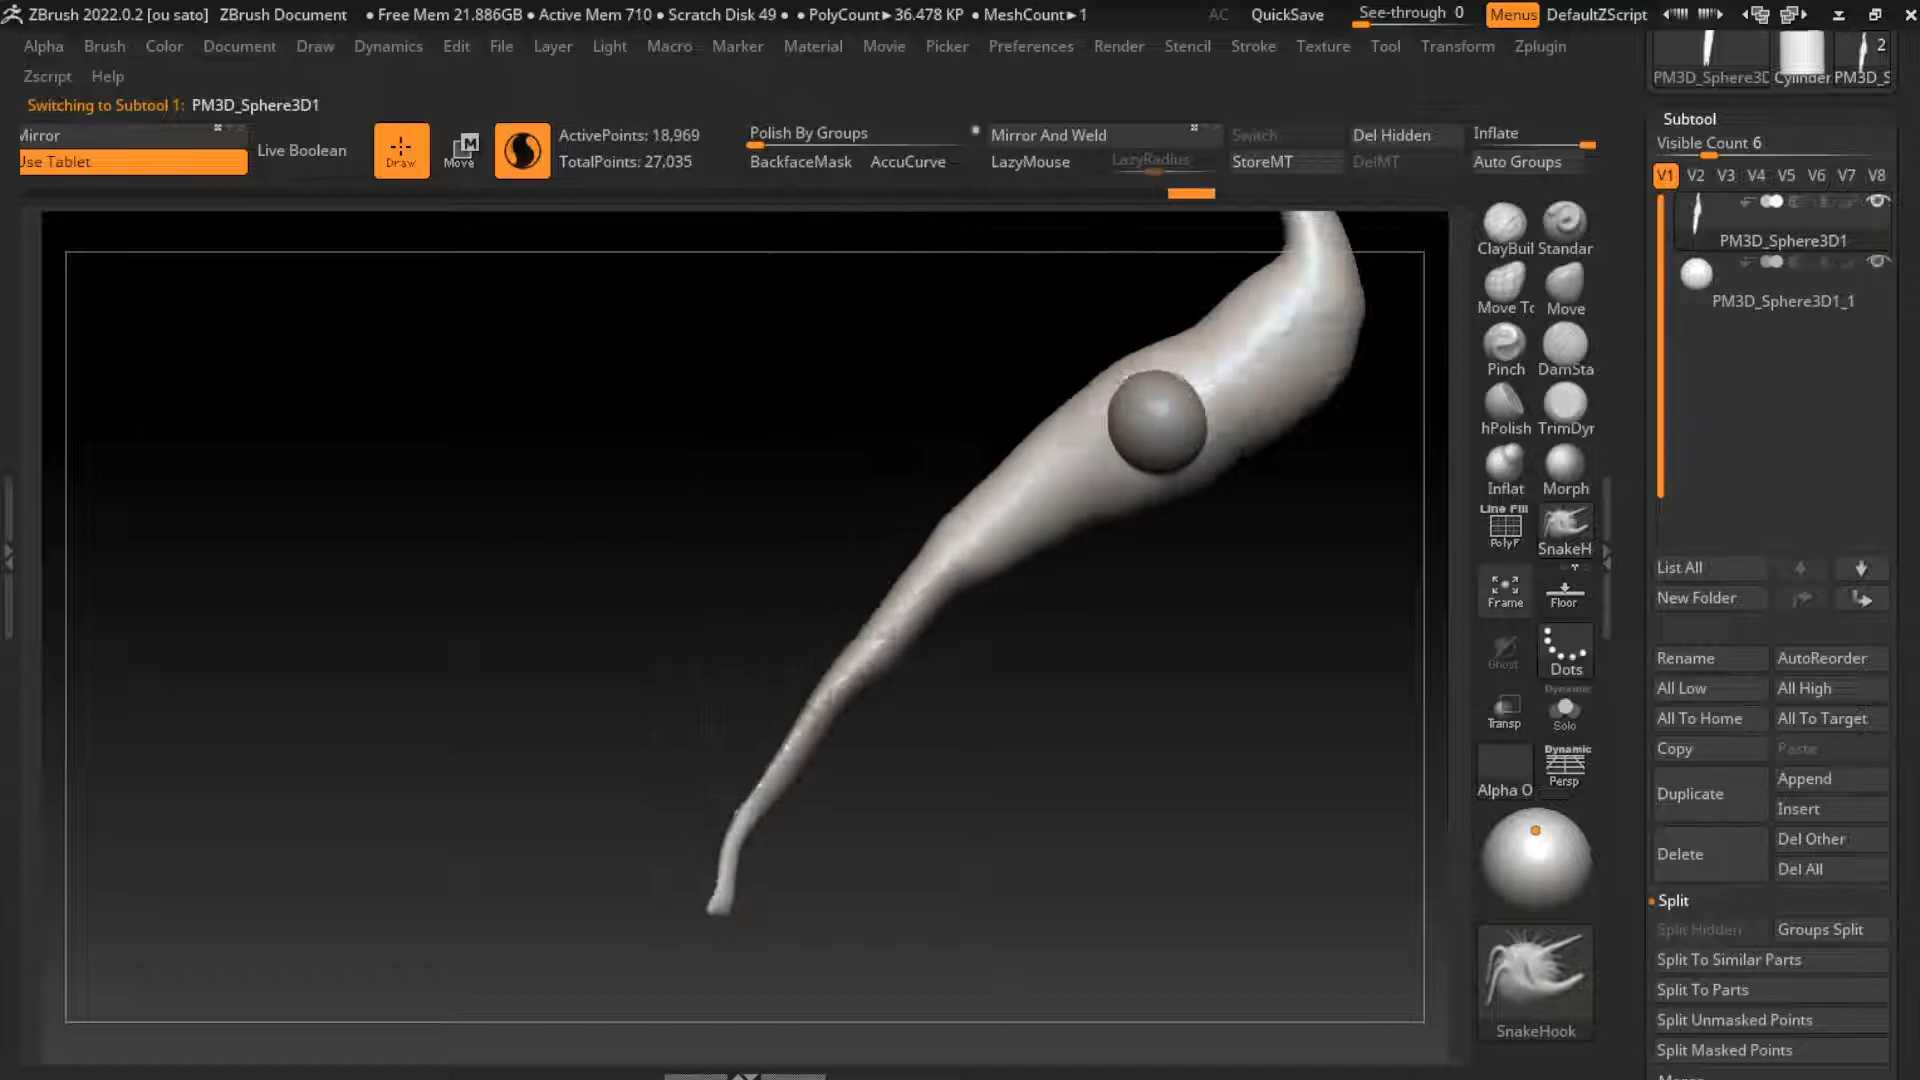 ZBrush 2022.0.2 [ou sato] ZBrush Document • Free Mem 21.886GB • Active Mem 710 • Scratch Disk 49 • • PolyCount▸ 36.478 KP • MeshCount▸ 1 AC QuickSave See-through 0 Menus DefaultZScript
Alpha Brush Color Document Draw Dynamics Edit File Layer Light Macro Marker Material Movie Picker Preferences Render Stencil Stroke Texture Tool Transform Zplugin
Zscript Help
Switching to Subtool 1: PM3D_Sphere3D1
Mirror
Use Tablet
Live Boolean
Draw
Move
ActivePoints: 18,969
TotalPoints: 27,035
Polish By Groups
BackfaceMask AccuCurve
Mirror And Weld
LazyMouse LazyRadius
Switch
StoreMT
Del Hidden
DelMT
Inflate
Auto Groups
ClayBuil Standar
Move Tc Move
Pinch DamSta
hPolish TrimDyr
Inflat Morph
Line Fill
PolyF
SnakeH
Frame Floor
Ghost Dots
Transp
Dynamic
Solo
Alpha O
Dynamic
Persp
SnakeHook
2
PM3D_Sphere3D Cylinder PM3D_S
Subtool
Visible Count 6
V1 V2 V3 V4 V5 V6 V7 V8
PM3D_Sphere3D1
PM3D_Sphere3D1_1
List All
New Folder
Rename AutoReorder
All Low All High
All To Home All To Target
Copy Paste
Duplicate Append
Insert
Delete Del Other
Del All
Split
Split Hidden Groups Split
Split To Similar Parts
Split To Parts
Split Unmasked Points
Split Masked Points